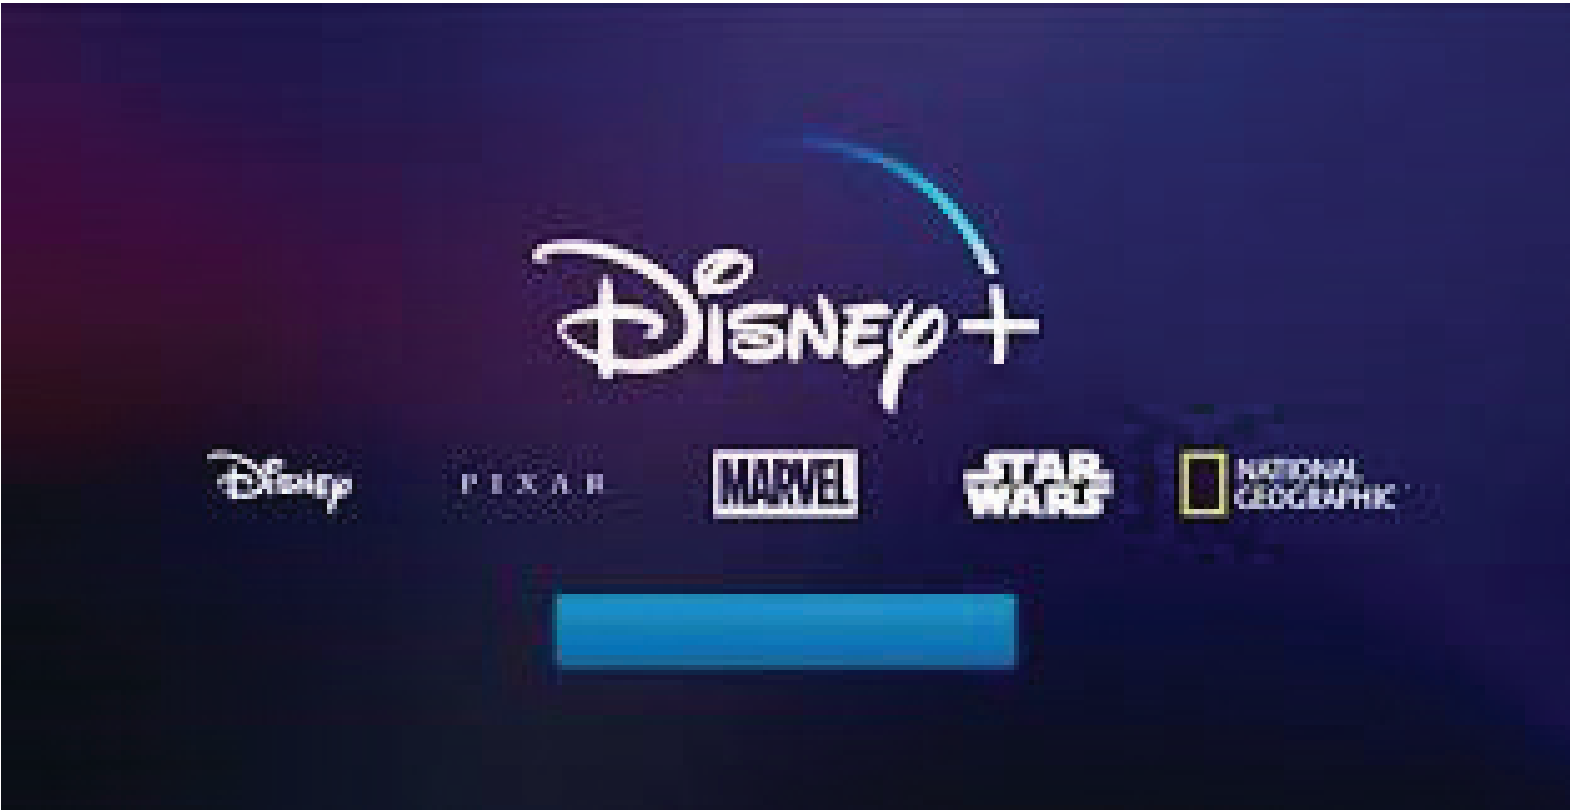 Disney+
Disney
PIXAR
MARVEL
STAR
WARS
NATIONAL
GEOGRAPHIC